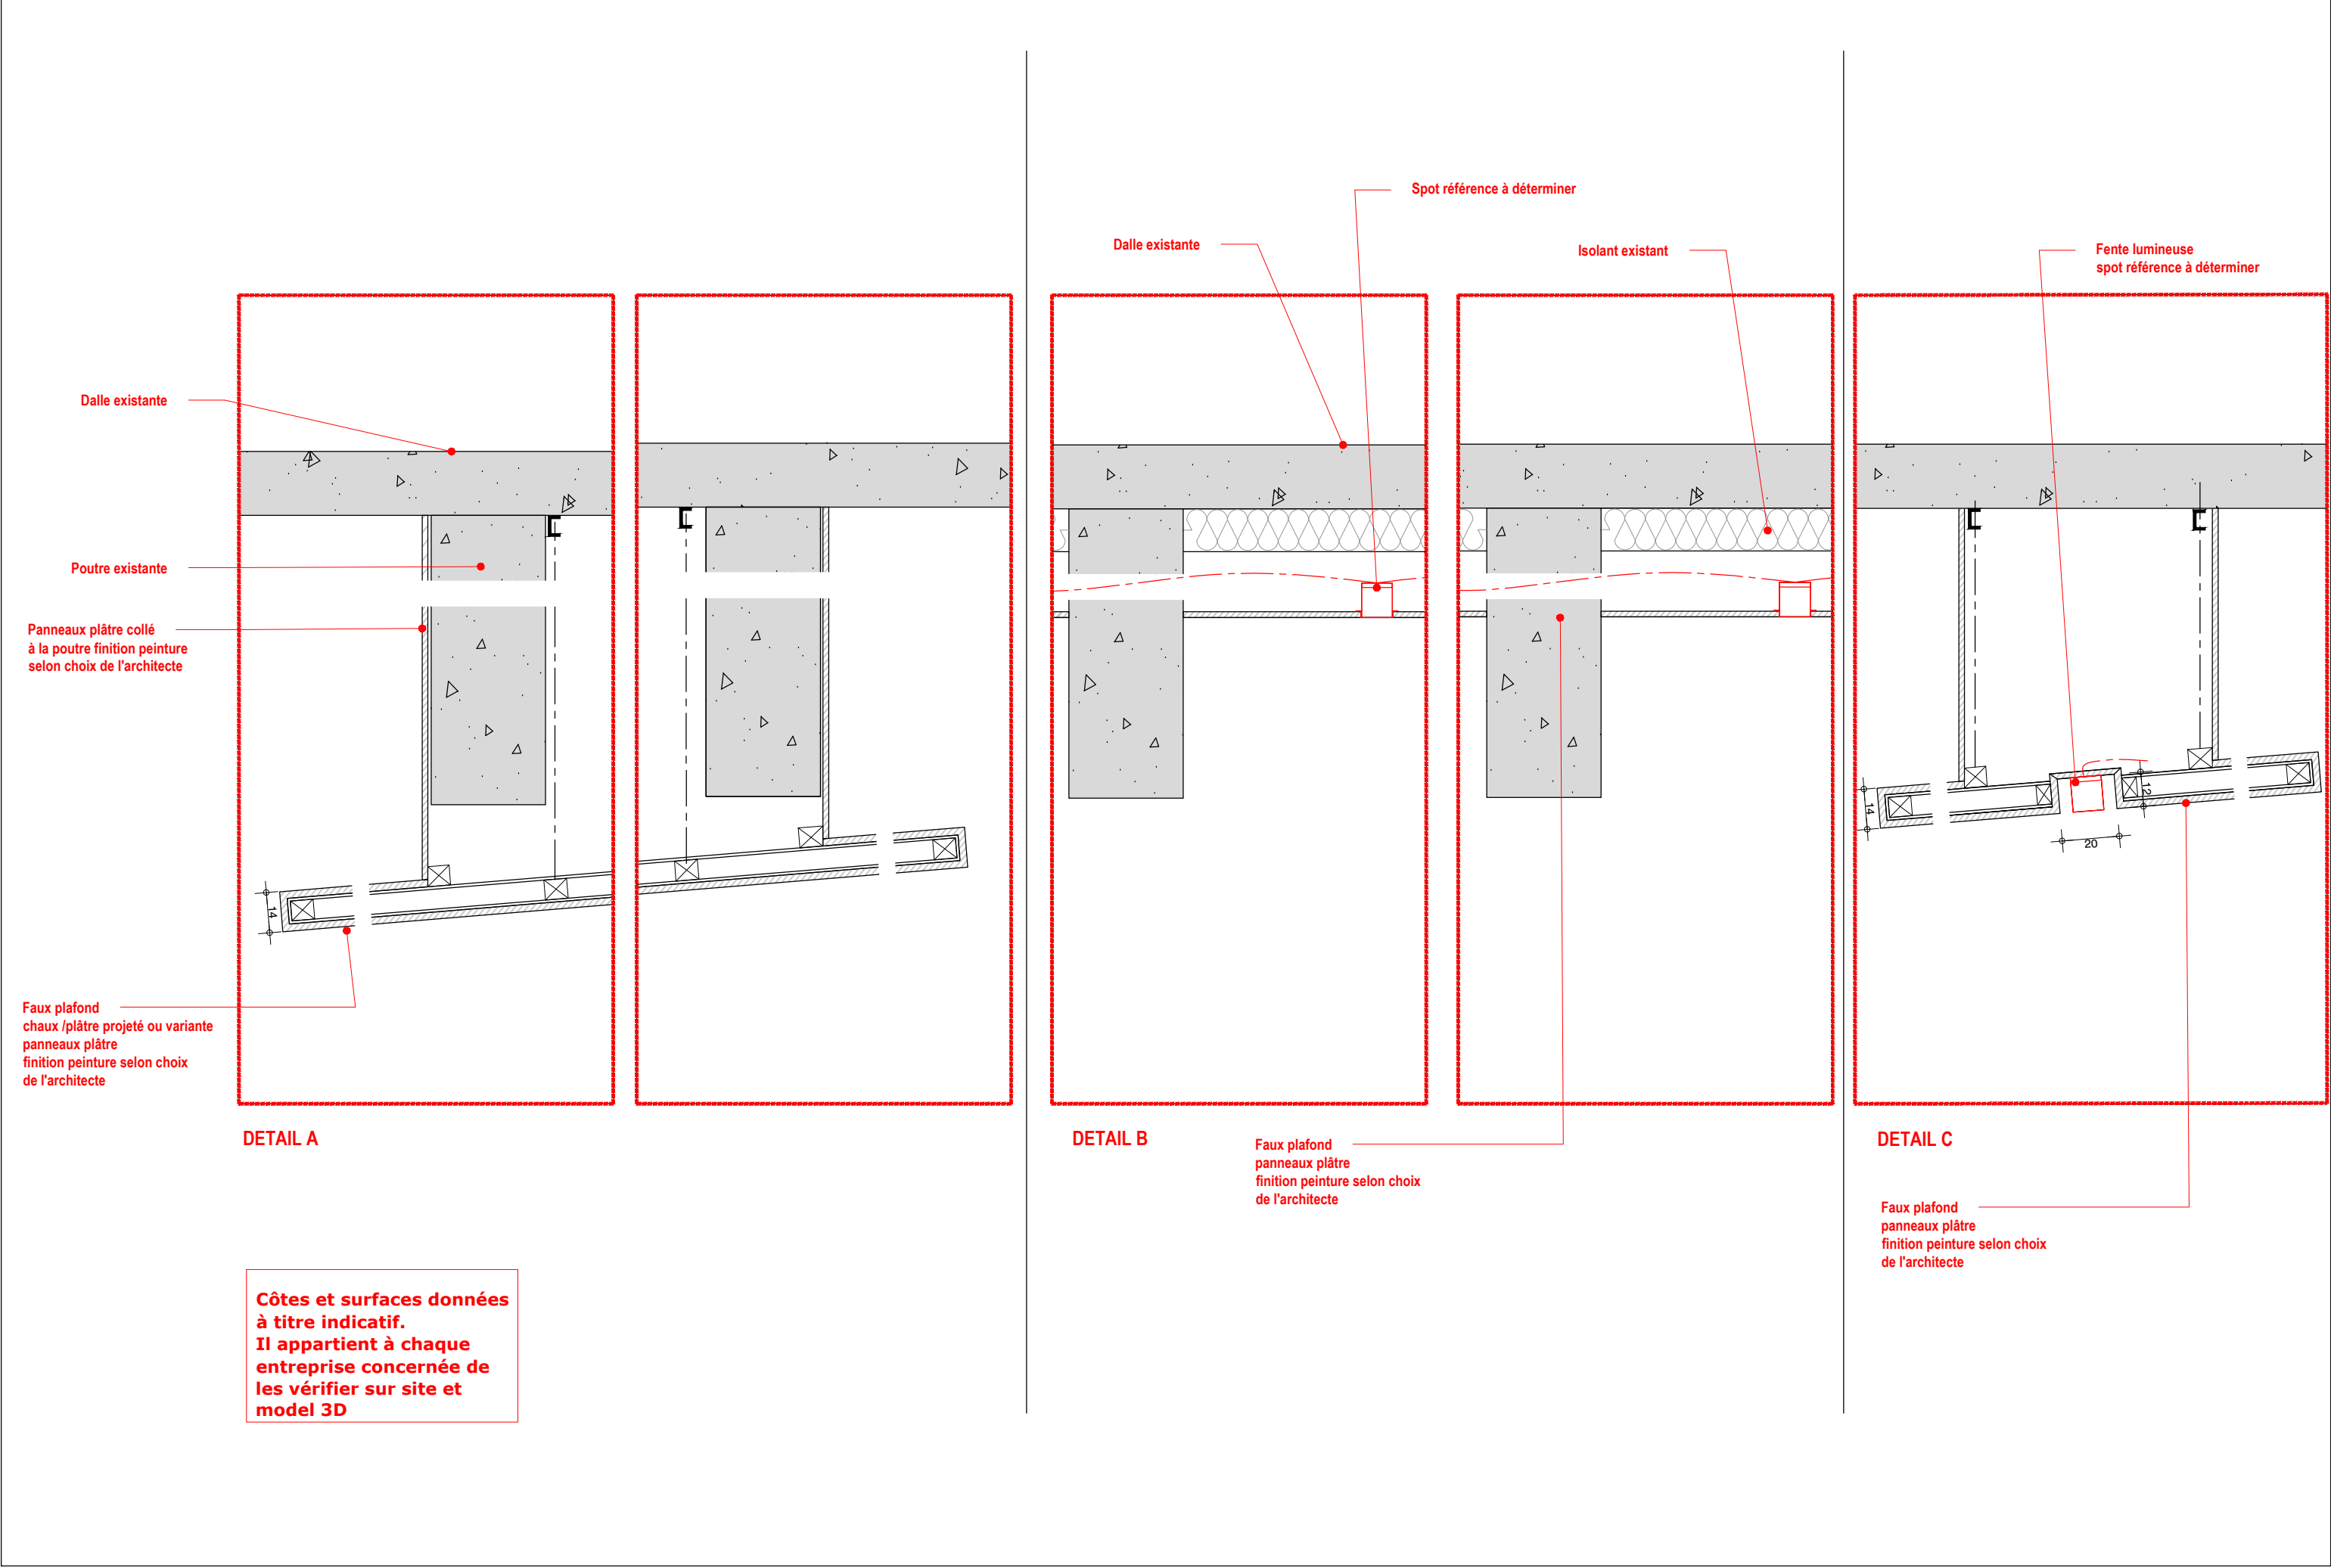 Spot référence à déterminer
Dalle existante
Isolant existant
Fente lumineuse
spot référence à déterminer
Dalle existante
Poutre existante
Panneaux plâtre collé
à la poutre finition peinture
selon choix de l'architecte
14
14
12
20
Faux plafond
chaux /plâtre projeté ou variante
panneaux plâtre
finition peinture selon choix
de l'architecte
DETAIL A
DETAIL B
DETAIL C
Faux plafond
panneaux plâtre
finition peinture selon choix
de l'architecte
Faux plafond
panneaux plâtre
finition peinture selon choix
de l'architecte
Côtes et surfaces données
à titre indicatif.
Il appartient à chaque
entreprise concernée de
les vérifier sur site et
model 3D